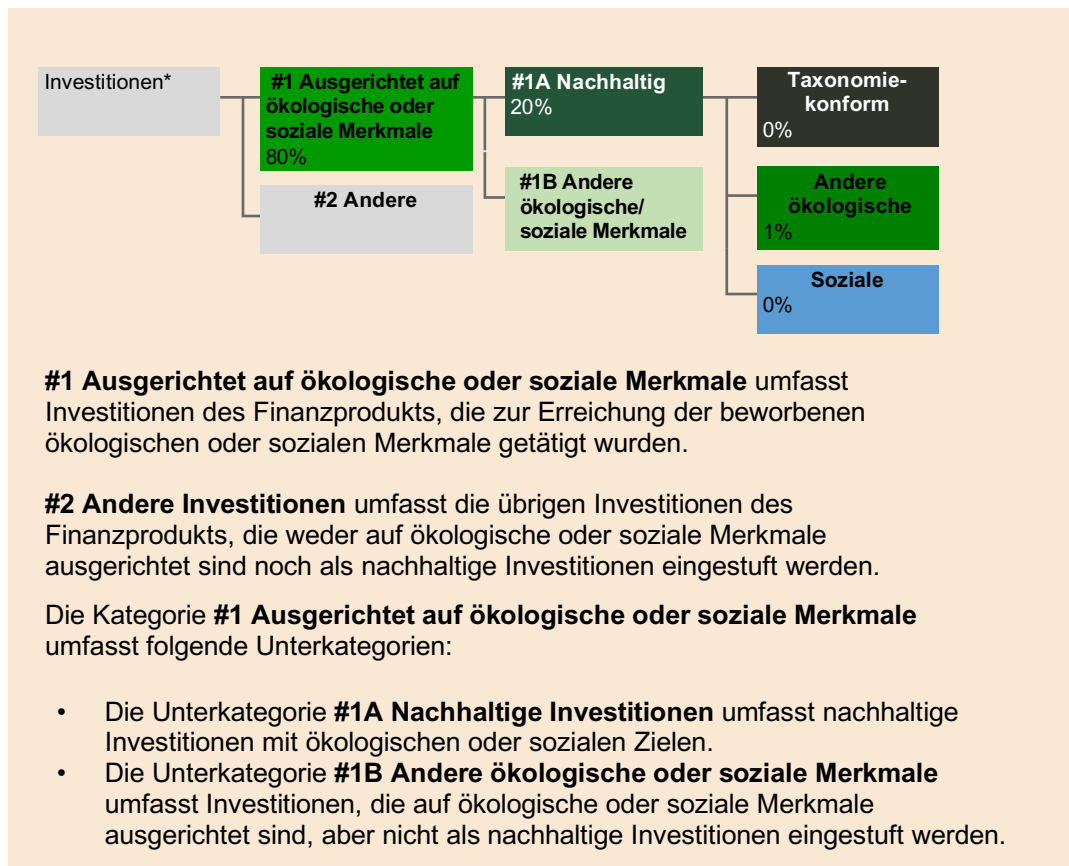 Investitionen*
#1 Ausgerichtet auf
ökologische oder
soziale Merkmale
80%
#2 Andere
#1A Nachhaltig
20%
#1B Andere
ökologische/
soziale Merkmale
Taxonomie-
konform
0%
Andere
ökologische
1%
Soziale
0%
#1 Ausgerichtet auf ökologische oder soziale Merkmale umfasst
Investitionen des Finanzprodukts, die zur Erreichung der beworbenen
ökologischen oder sozialen Merkmale getätigt wurden.
#2 Andere Investitionen umfasst die übrigen Investitionen des
Finanzprodukts, die weder auf ökologische oder soziale Merkmale
ausgerichtet sind noch als nachhaltige Investitionen eingestuft werden.
Die Kategorie #1 Ausgerichtet auf ökologische oder soziale Merkmale
umfasst folgende Unterkategorien:
• Die Unterkategorie #1A Nachhaltige Investitionen umfasst nachhaltige
Investitionen mit ökologischen oder sozialen Zielen.
• Die Unterkategorie #1B Andere ökologische oder soziale Merkmale
umfasst Investitionen, die auf ökologische oder soziale Merkmale
ausgerichtet sind, aber nicht als nachhaltige Investitionen eingestuft werden.